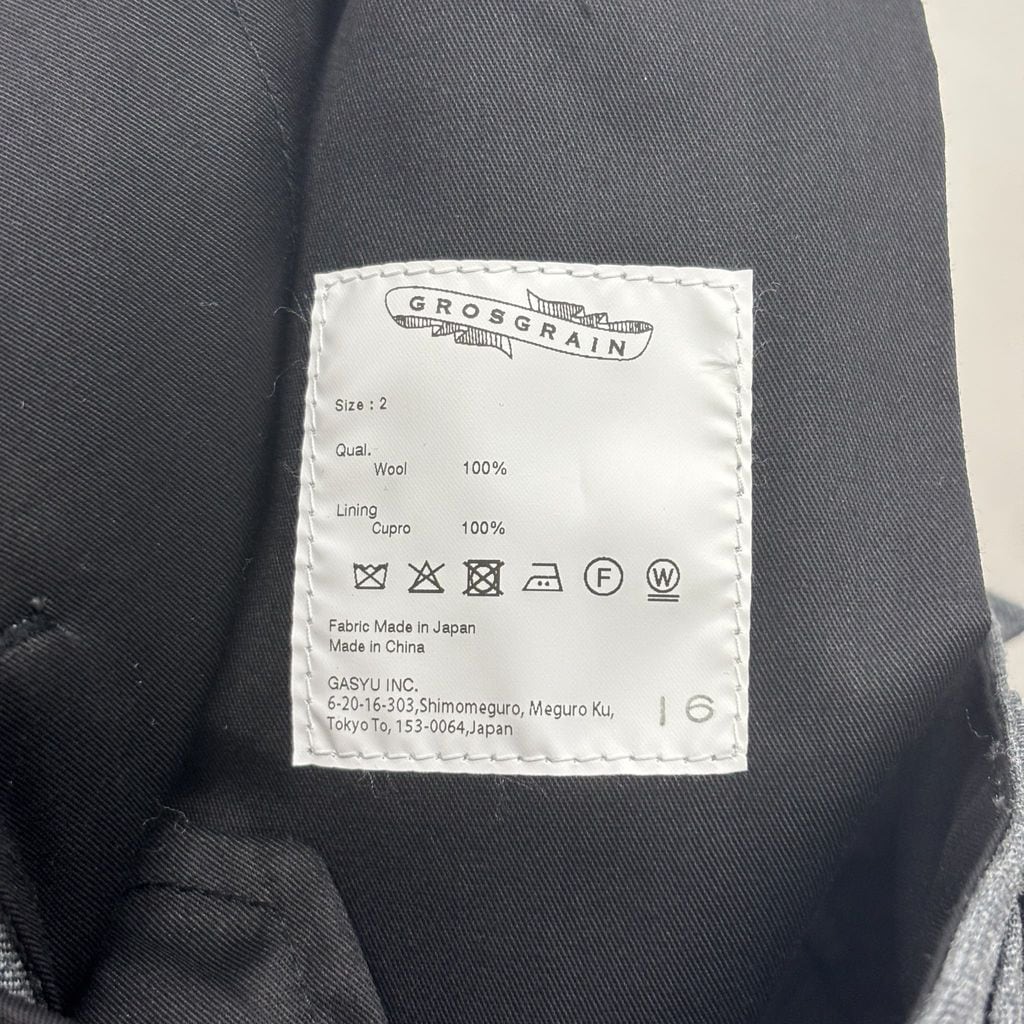 GROSGRAIN
Size : 2
Qual.
Wool 100%
Lining
Cupro 100%
F W
Fabric Made in Japan
Made in China
GASYU INC.
6-20-16-303,Shimomeguro, Meguro Ku,
Tokyo To, 153-0064,Japan
16